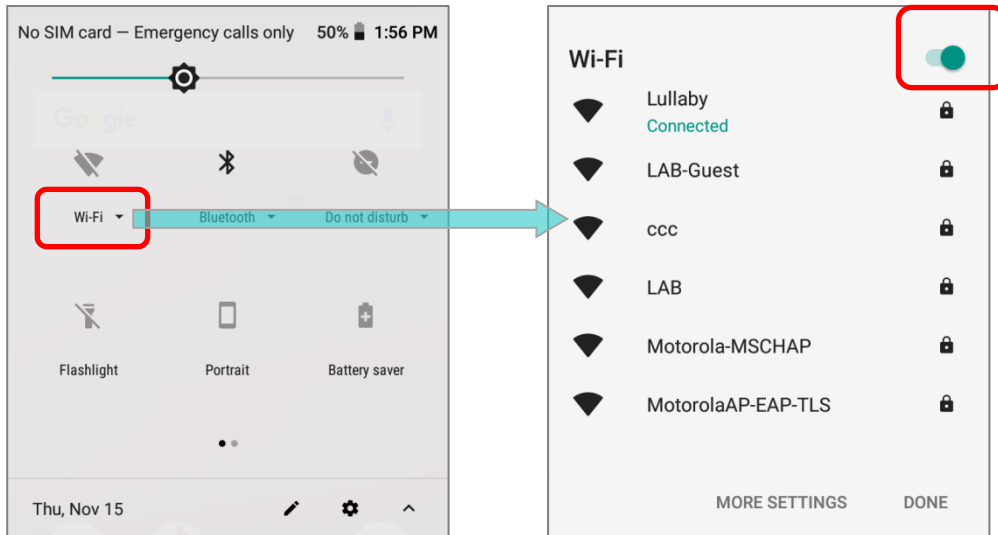 No SIM card — Emergency calls only 50% 1:56 PM
Google
Wi-Fi Bluetooth Do not disturb
Flashlight Portrait Battery saver
Thu, Nov 15
Wi-Fi
Lullaby
Connected
LAB-Guest
ccc
LAB
Motorola-MSCHAP
MotorolaAP-EAP-TLS
MORE SETTINGS DONE